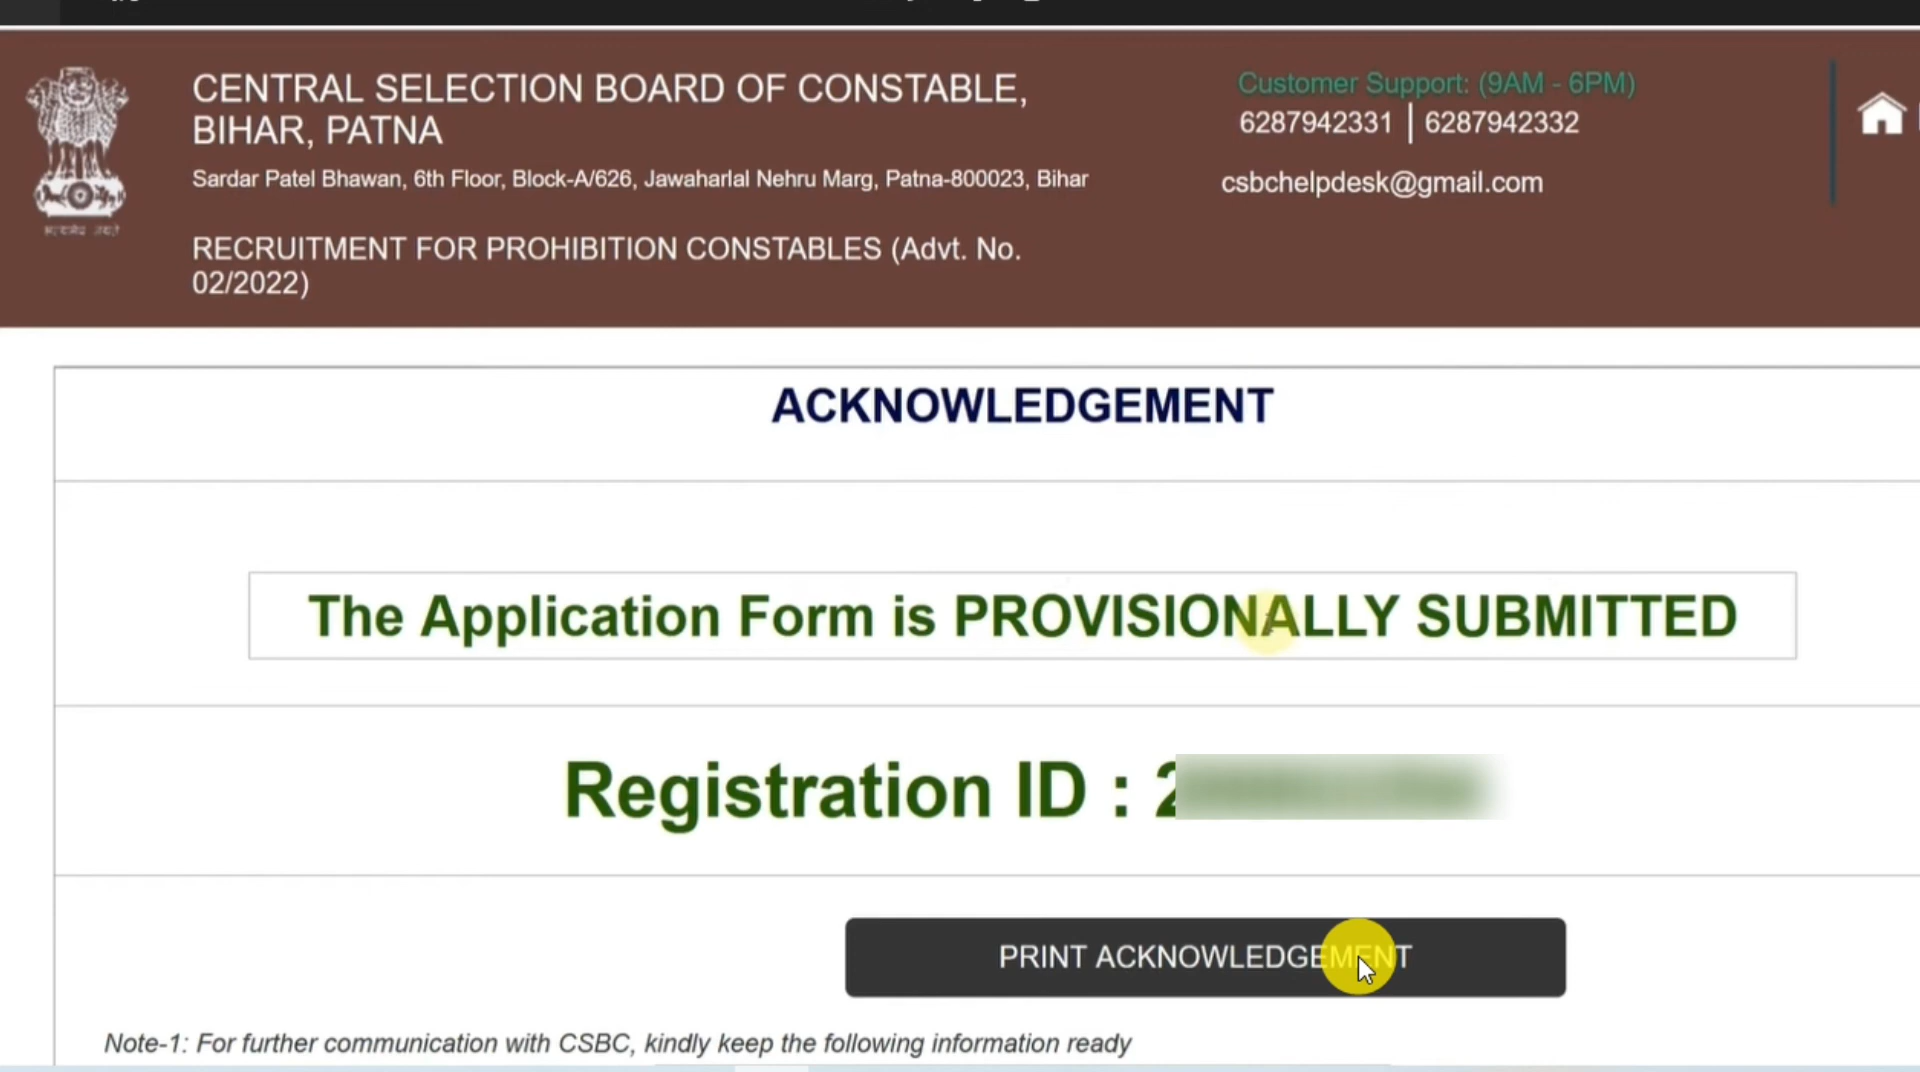 CENTRAL SELECTION BOARD OF CONSTABLE,
BIHAR, PATNA
Sardar Patel Bhawan, 6th Floor, Block-A/626, Jawaharlal Nehru Marg, Patna-800023, Bihar
RECRUITMENT FOR PROHIBITION CONSTABLES (Advt. No.
02/2022)
Customer Support: (9AM - 6PM)
6287942331 | 6287942332
csbchelpdesk@gmail.com
सत्यमेव जयते
ACKNOWLEDGEMENT
The Application Form is PROVISIONALLY SUBMITTED
Registration ID : 2
PRINT ACKNOWLEDGEMENT
Note-1: For further communication with CSBC, kindly keep the following information ready